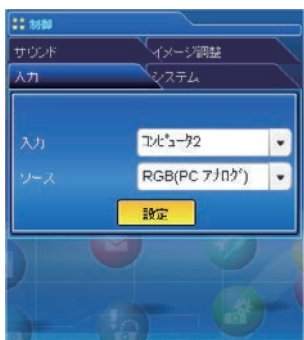 制御
サウンド イメージ調整
入力 システム
入力 ｺﾝﾋﾟｭｰﾀ2
ソース RGB(PC ｱﾅﾛｸﾞ)
設定